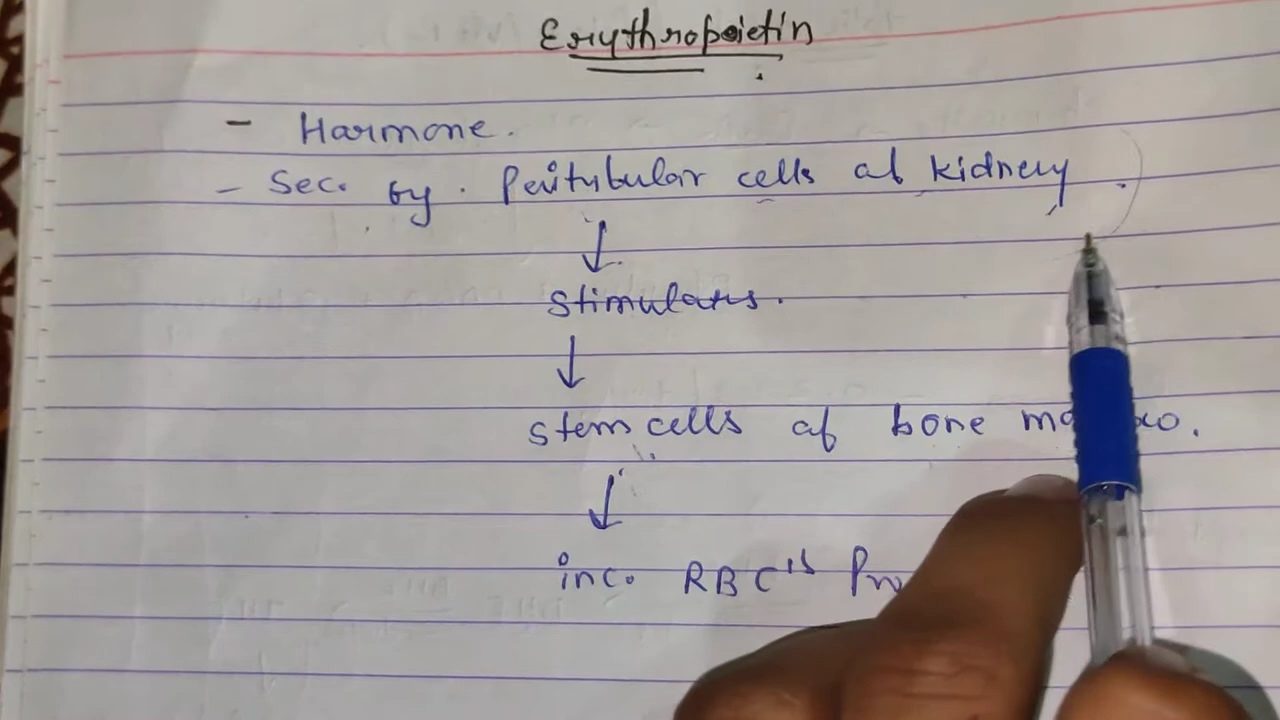 Erythropoietin
- Harmone.
- Sec. by. Peritubular cells of kidney.
↓
stimulates.
↓
stem cells of bone
↓
inc. RBC's